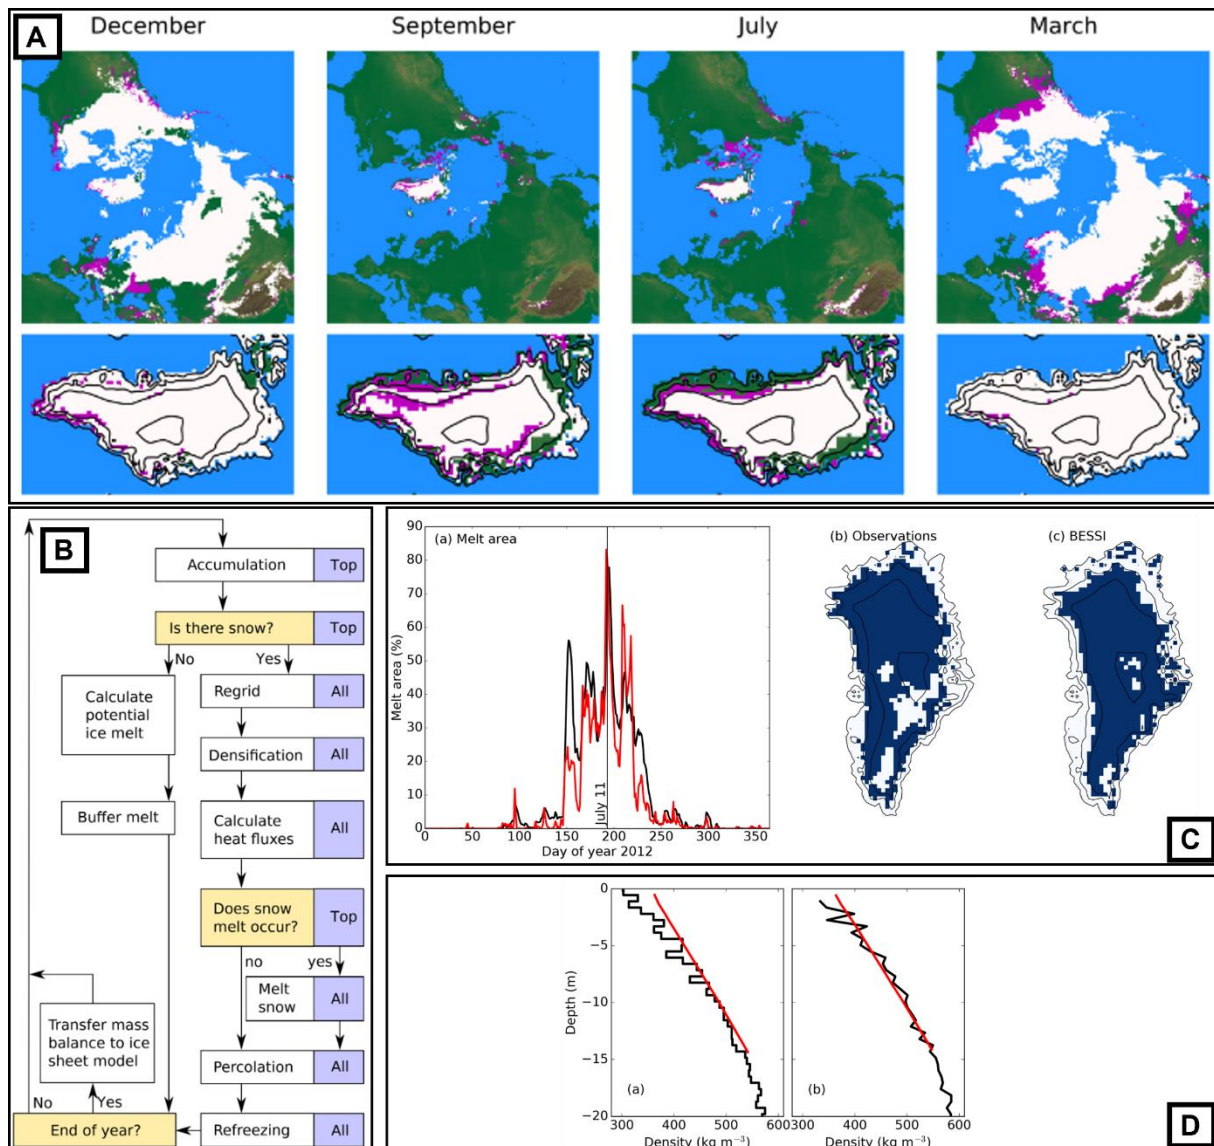 A
December
September
July
March
B
Accumulation
Top
Is there snow?
Top
No
Yes
Calculate
potential
ice melt
Regrid
All
Densification
All
Buffer melt
Calculate
heat fluxes
All
Does snow
melt occur?
Top
no
yes
Melt
snow
All
Transfer mass
balance to ice
sheet model
Percolation
All
No
Yes
End of year?
Refreezing
All
(a) Melt area
Melt area (%)
90
80
70
60
50
40
30
20
10
0
July 11
0 50 100 150 200 250 300 350
Day of year 2012
(b) Observations
(c) BESSI
C
Depth (m)
0
−5
−10
−15
−20
(a)
300 400 500 600
Density (kg m⁻³)
(b)
300 400 500 600
Density (kg m⁻³)
D